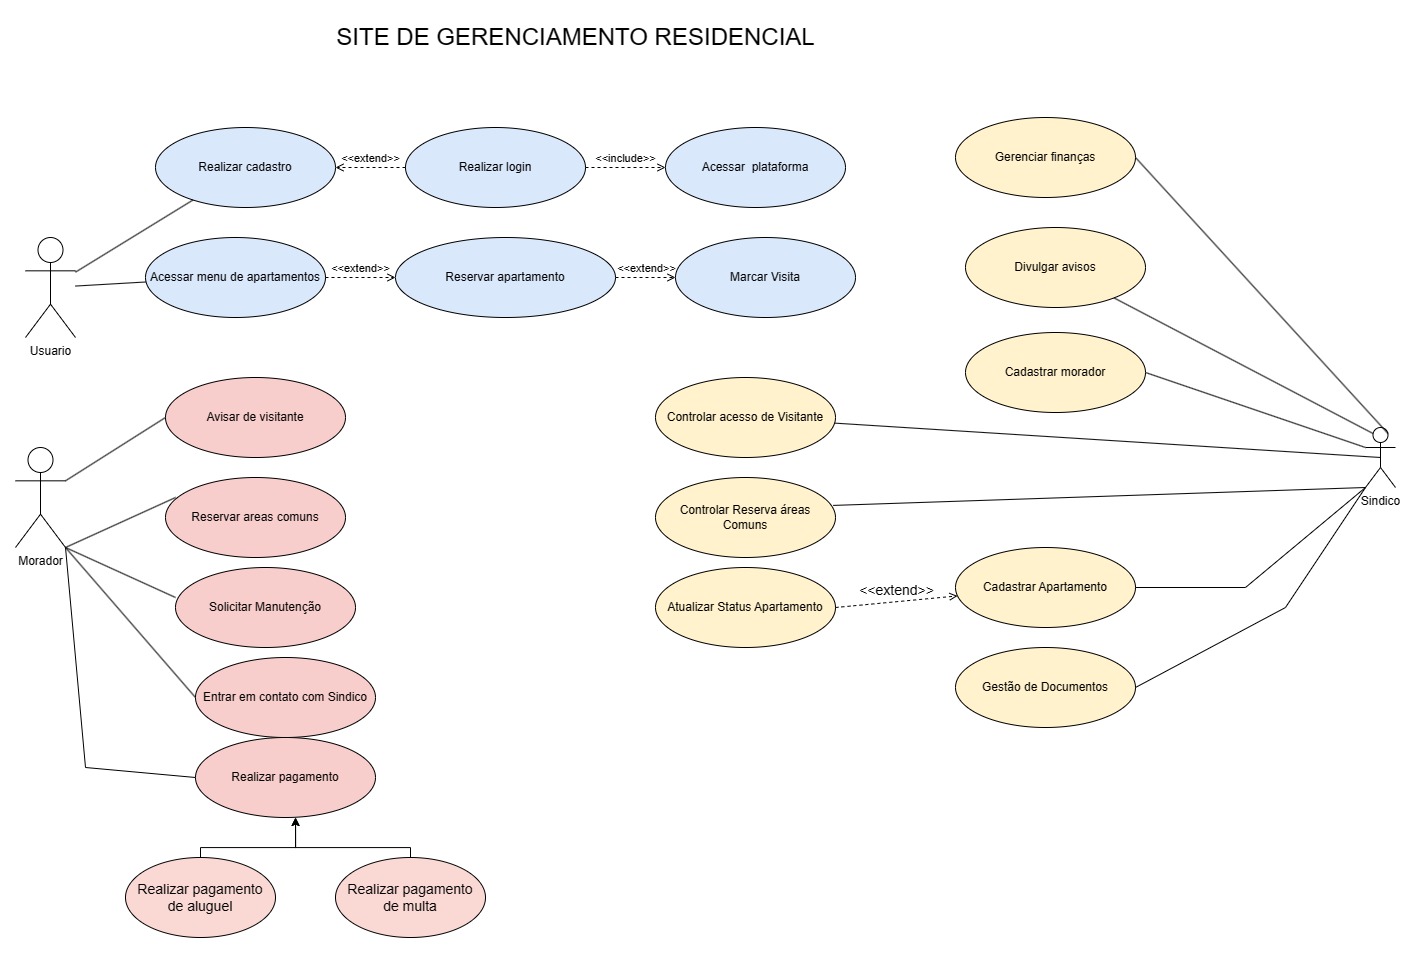 SITE DE GERENCIAMENTO RESIDENCIAL
Realizar cadastro
<<extend>>
Realizar login
<<include>>
Acessar plataforma
Gerenciar finanças
Acessar menu de apartamentos
<<extend>>
Reservar apartamento
<<extend>>
Marcar Visita
Divulgar avisos
Usuario
Cadastrar morador
Avisar de visitante
Controlar acesso de Visitante
Sindico
Morador
Reservar areas comuns
Controlar Reserva áreas
Comuns
Solicitar Manutenção
Atualizar Status Apartamento
<<extend>>
Cadastrar Apartamento
Entrar em contato com Sindico
Gestão de Documentos
Realizar pagamento
Realizar pagamento
de aluguel
Realizar pagamento
de multa